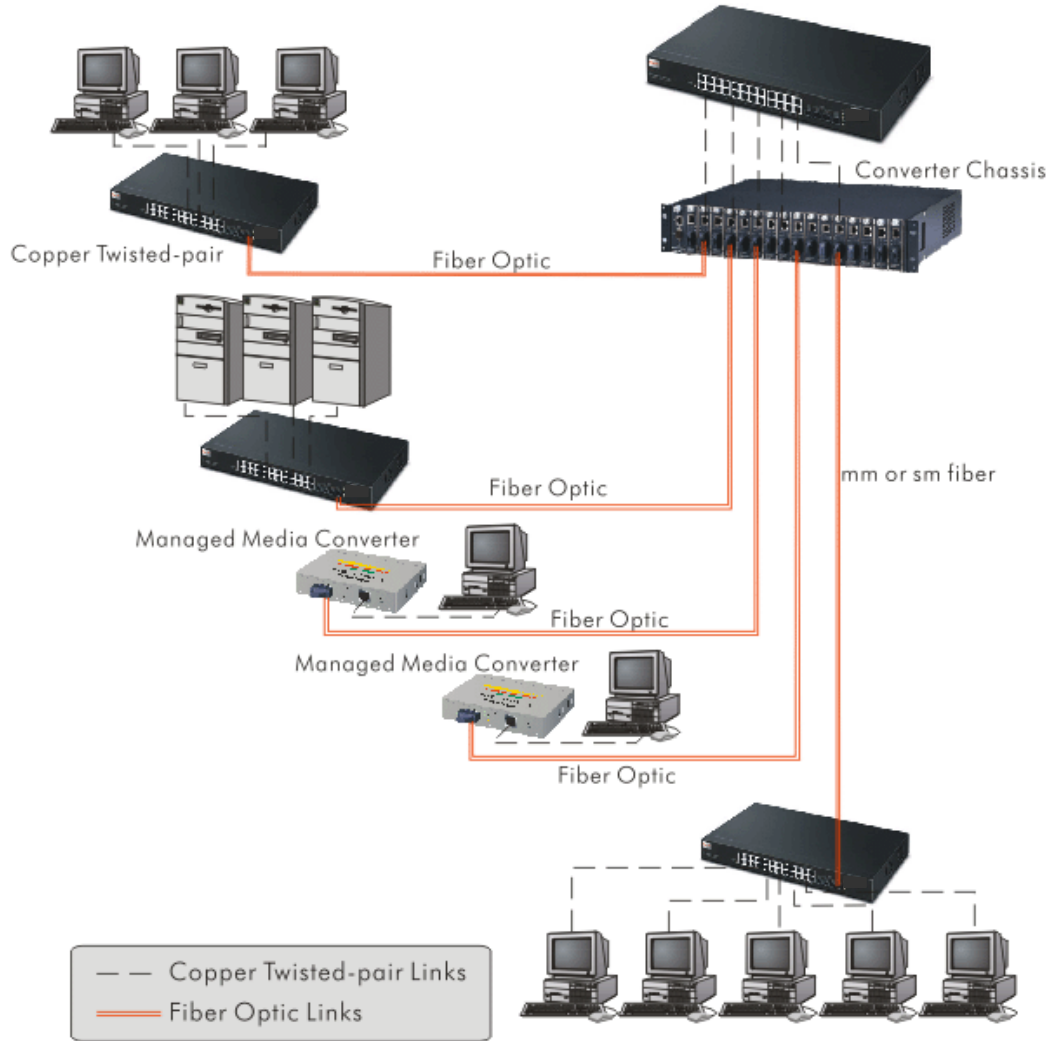 Converter Chassis
Copper Twisted-pair
Fiber Optic
mm or sm fiber
Fiber Optic
Managed Media Converter
Fiber Optic
Managed Media Converter
Fiber Optic
Copper Twisted-pair Links
Fiber Optic Links